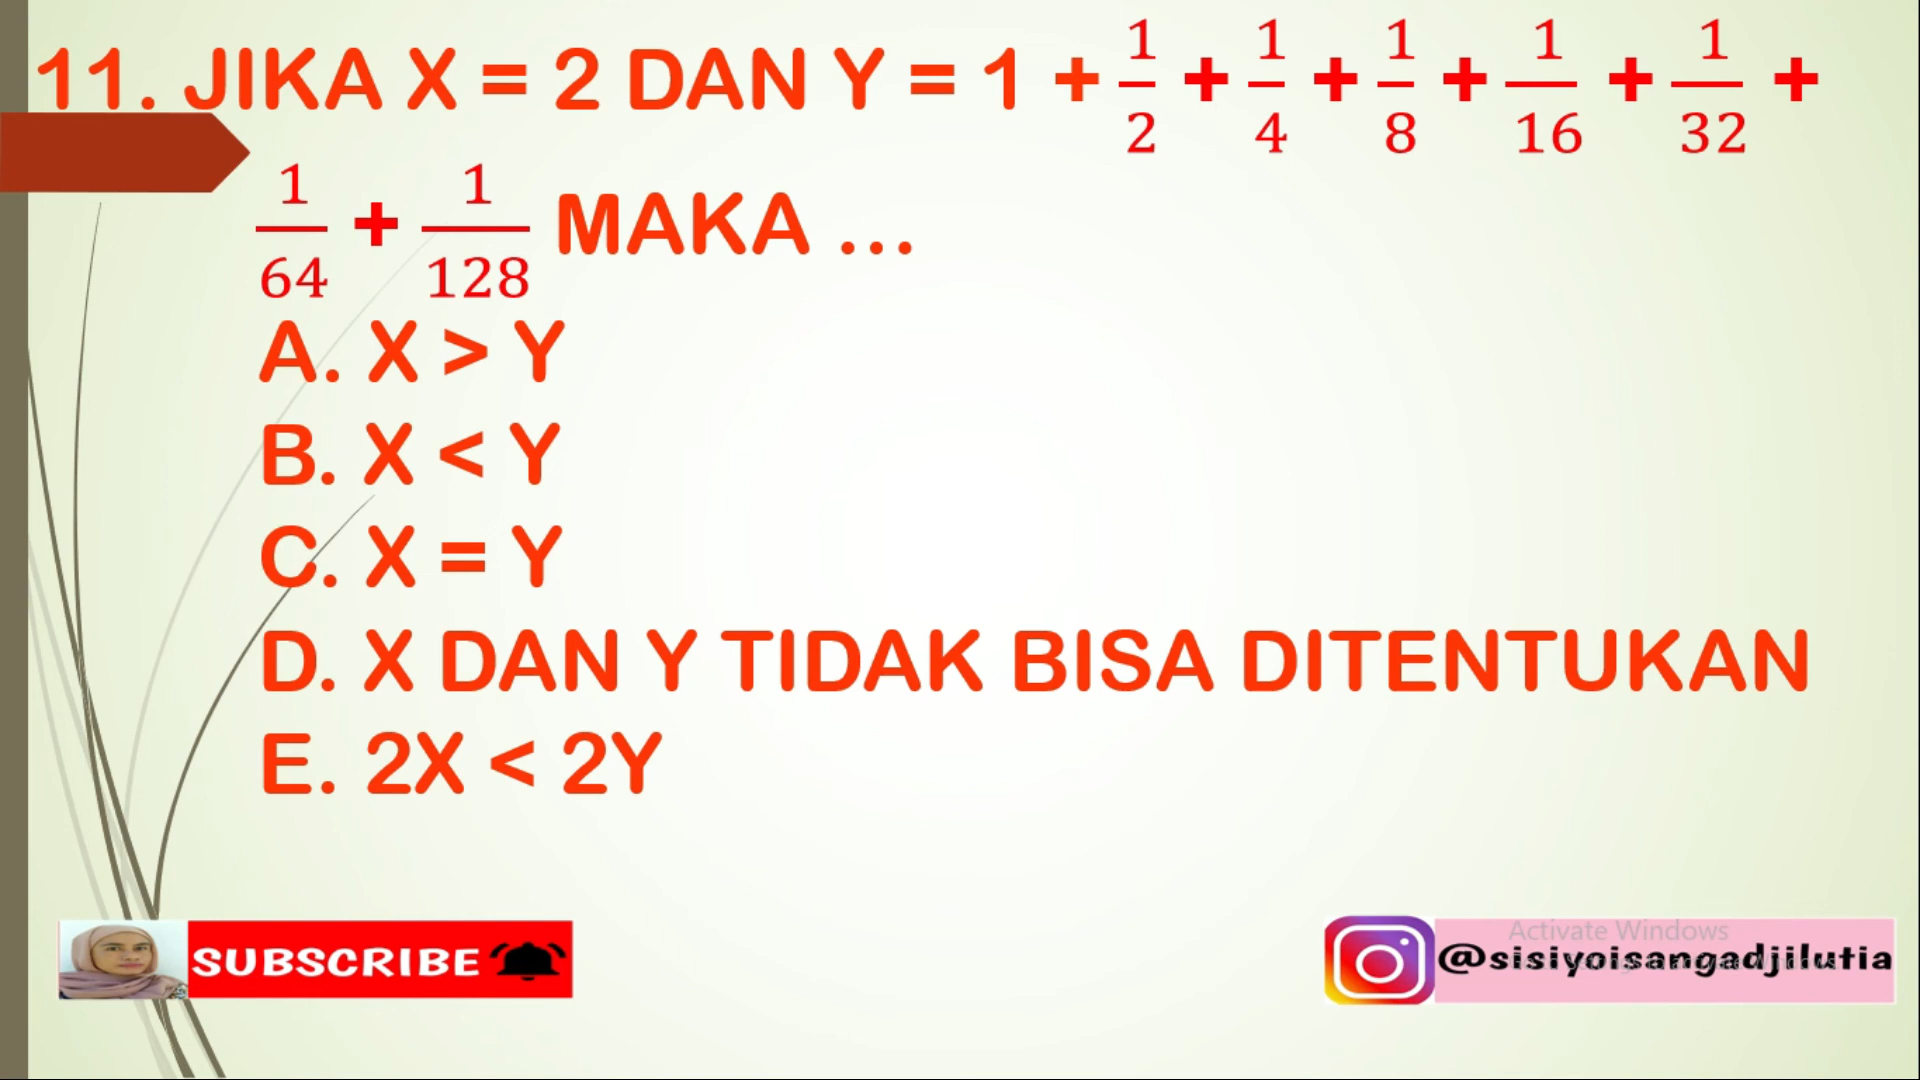 11. JIKA X = 2 DAN Y = 1 + 1/2 + 1/4 + 1/8 + 1/16 + 1/32 +
1/64 + 1/128 MAKA ...
A. X > Y
B. X < Y
C. X = Y
D. X DAN Y TIDAK BISA DITENTUKAN
E. 2X < 2Y
SUBSCRIBE
Activate Windows
@sisiyoisangadjilutia